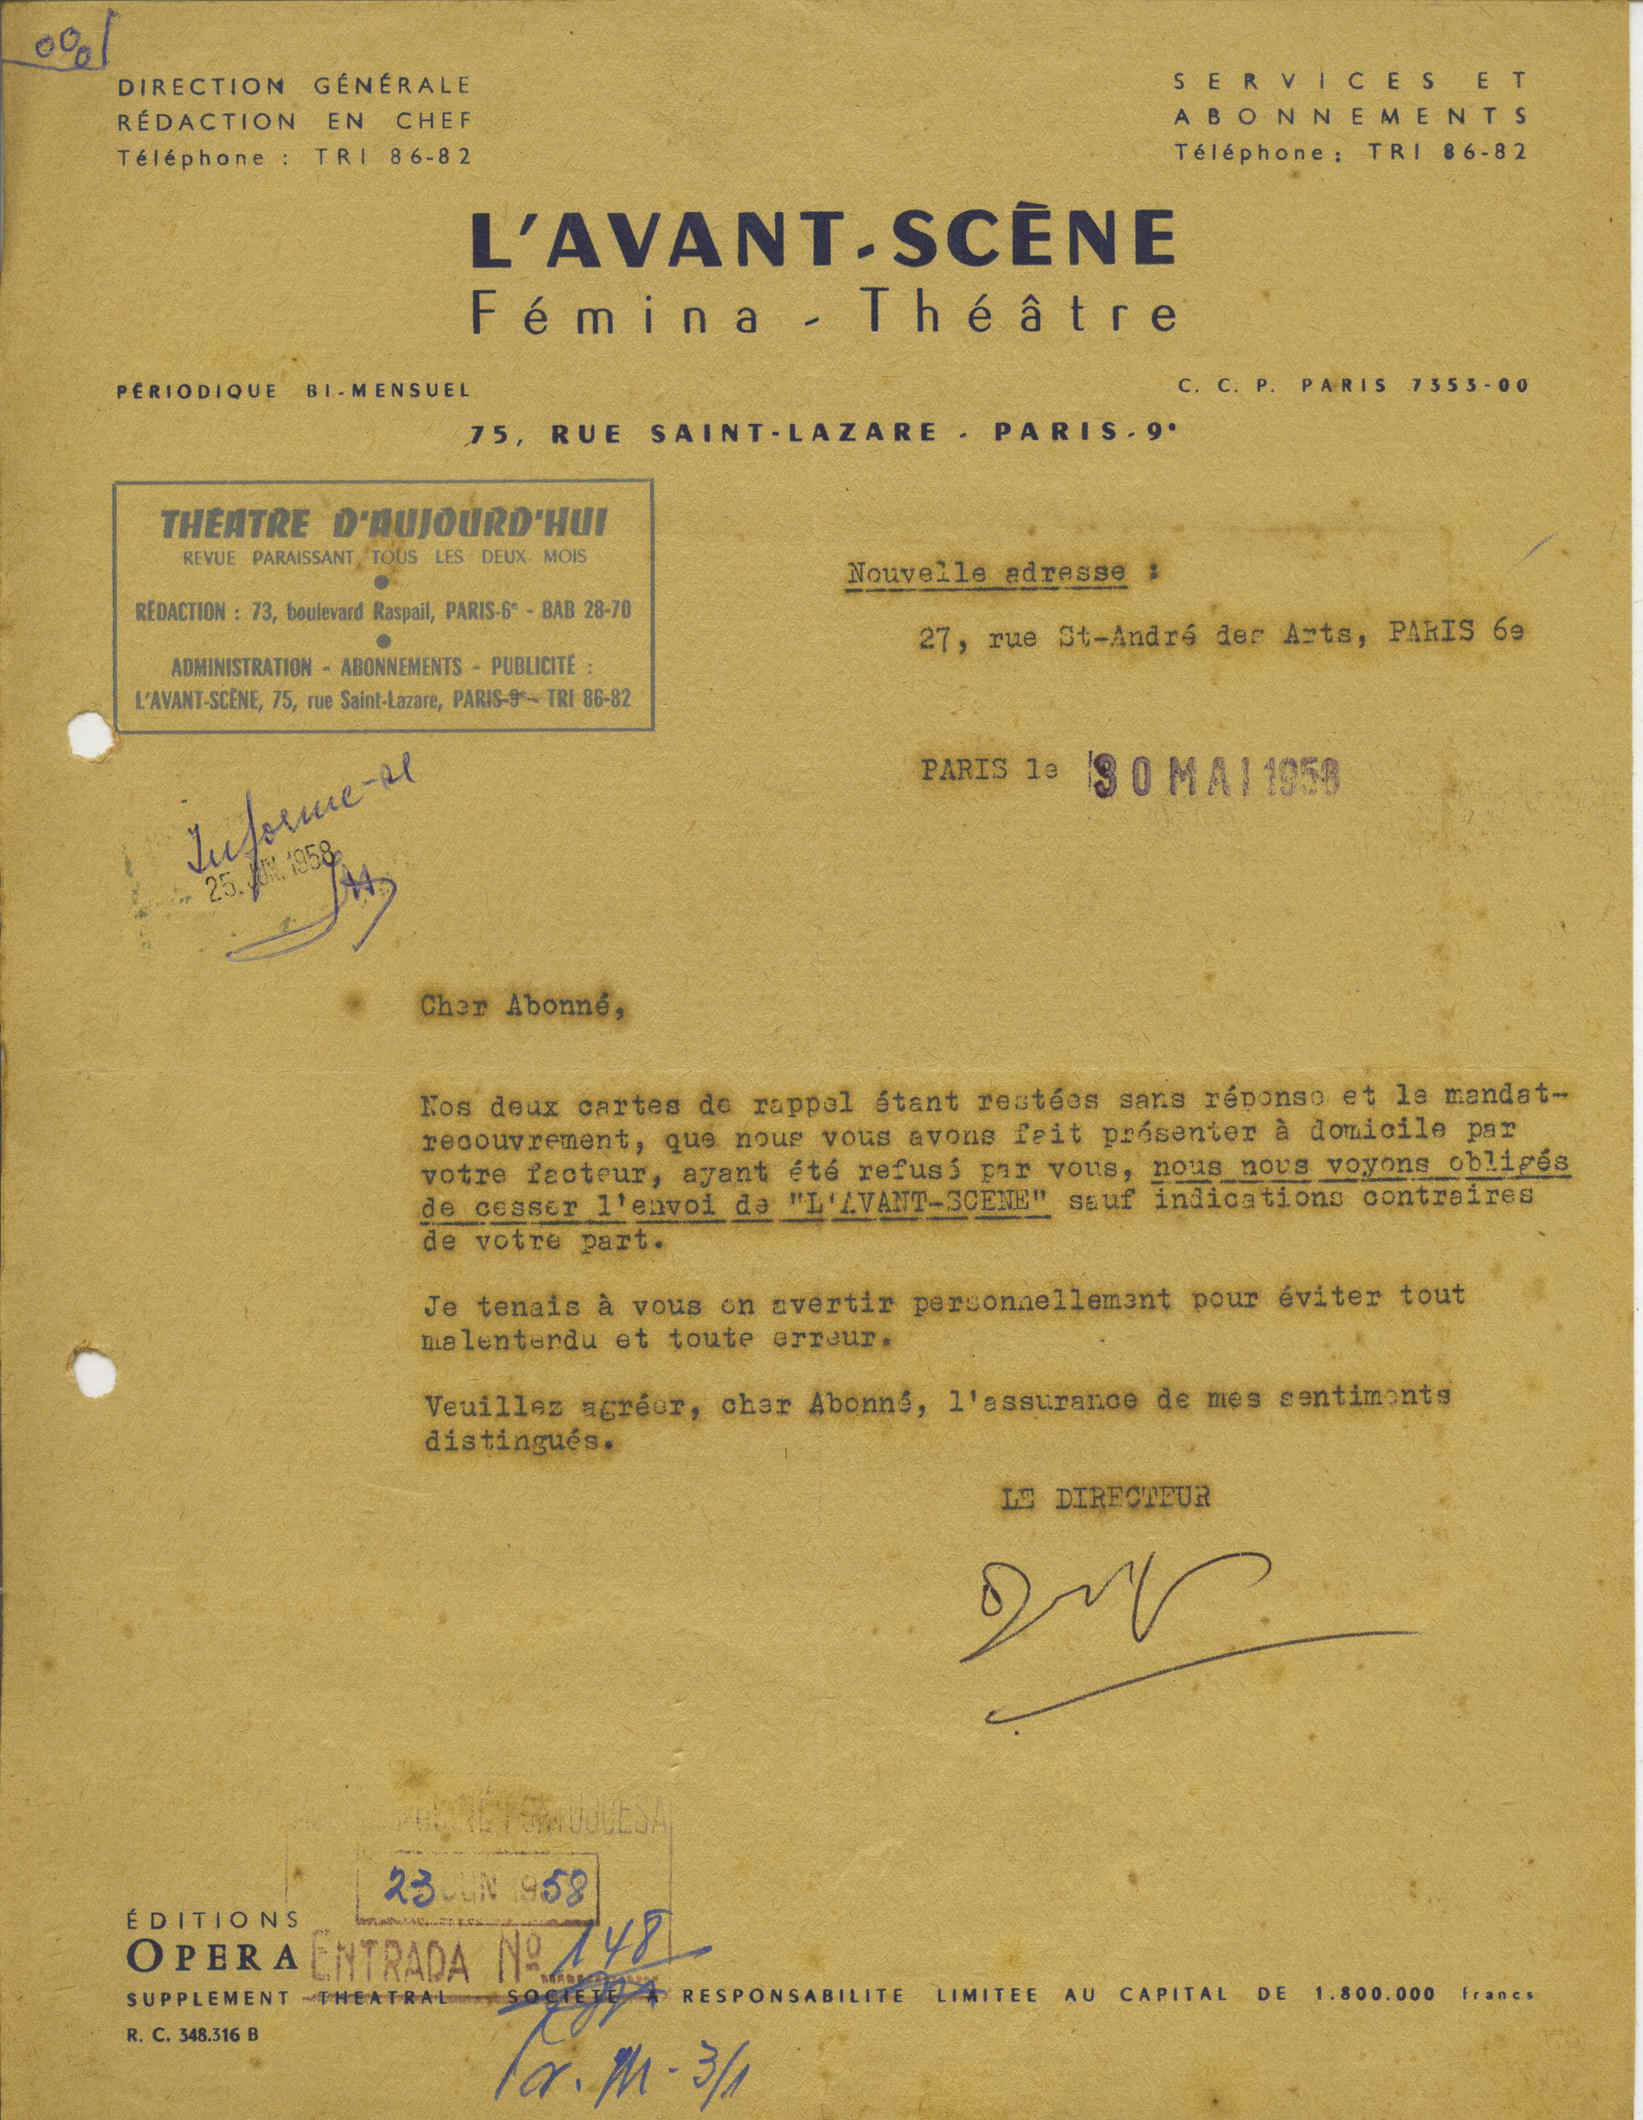 DIRECTION GÉNÉRALE
RÉDACTION EN CHEF
Téléphone : TRI 86-82
SERVICES ET
ABONNEMENTS
Téléphone : TRI 86-82
L'AVANT-SCÈNE
Fémina - Théâtre
PÉRIODIQUE BI-MENSUEL
C. C. P. PARIS 7353-00
75, RUE SAINT-LAZARE - PARIS-9e
THÉATRE D'AUJOURD'HUI
REVUE PARAISSANT TOUS LES DEUX MOIS
RÉDACTION : 73, boulevard Raspail, PARIS-6e - BAB 28-70
ADMINISTRATION - ABONNEMENTS - PUBLICITÉ :
L'AVANT-SCÈNE, 75, rue Saint-Lazare, PARIS-9e - TRI 86-82
Nouvelle adresse :
27, rue St-André des Arts, PARIS 6e
PARIS le 30 MAI 1958
Informe-se
25. JUN. 1958
Cher Abonné,
Nos deux cartes de rappel étant restées sans réponse et le mandat-
recouvrement, que nous vous avons fait présenter à domicile par
votre facteur, ayant été refusé par vous, nous nous voyons obligés
de cesser l'envoi de "L'AVANT-SCENE" sauf indications contraires
de votre part.
Je tenais à vous en avertir personnellement pour éviter tout
malentendu et toute erreur.
Veuillez agréer, cher Abonné, l'assurance de mes sentiments
distingués.
LE DIRECTEUR
PORTUGUESA
23 JUN 1958
ENTRADA Nº 148
ÉDITIONS
OPERA
SUPPLEMENT THEATRAL - SOCIÉTÉ A RESPONSABILITE LIMITEE AU CAPITAL DE 1.800.000 francs
R. C. 348.316 B
M-3/1